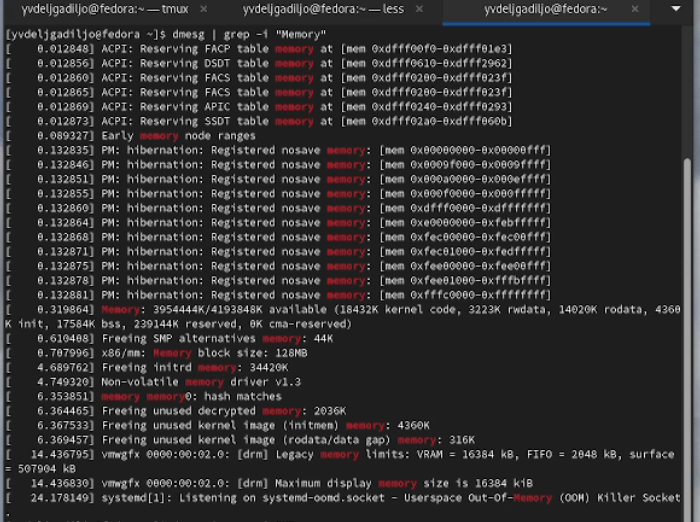 yvdeljgadiljo@fedora:~ — tmux × yvdeljgadiljo@fedora:~ — less × yvdeljgadiljo@fedora:~ ×
[yvdeljgadiljo@fedora ~]$ dmesg | grep -i "Memory"
[    0.012848] ACPI: Reserving FACP table memory at [mem 0xdfff00f0-0xdfff01e3]
[    0.012856] ACPI: Reserving DSDT table memory at [mem 0xdfff0610-0xdfff2962]
[    0.012860] ACPI: Reserving FACS table memory at [mem 0xdfff0200-0xdfff023f]
[    0.012865] ACPI: Reserving FACS table memory at [mem 0xdfff0200-0xdfff023f]
[    0.012869] ACPI: Reserving APIC table memory at [mem 0xdfff0240-0xdfff0293]
[    0.012873] ACPI: Reserving SSDT table memory at [mem 0xdfff02a0-0xdfff060b]
[    0.089327] Early memory node ranges
[    0.132835] PM: hibernation: Registered nosave memory: [mem 0x00000000-0x00000fff]
[    0.132846] PM: hibernation: Registered nosave memory: [mem 0x0009f000-0x0009ffff]
[    0.132851] PM: hibernation: Registered nosave memory: [mem 0x000a0000-0x000effff]
[    0.132855] PM: hibernation: Registered nosave memory: [mem 0x000f0000-0x000fffff]
[    0.132860] PM: hibernation: Registered nosave memory: [mem 0xdfff0000-0xdfffffff]
[    0.132864] PM: hibernation: Registered nosave memory: [mem 0xe0000000-0xfebfffff]
[    0.132868] PM: hibernation: Registered nosave memory: [mem 0xfec00000-0xfec00fff]
[    0.132871] PM: hibernation: Registered nosave memory: [mem 0xfec01000-0xfedfffff]
[    0.132875] PM: hibernation: Registered nosave memory: [mem 0xfee00000-0xfee00fff]
[    0.132878] PM: hibernation: Registered nosave memory: [mem 0xfee01000-0xfffbffff]
[    0.132881] PM: hibernation: Registered nosave memory: [mem 0xfffc0000-0xffffffff]
[    0.319864] Memory: 3954444K/4193848K available (18432K kernel code, 3223K rwdata, 14020K rodata, 4360
K init, 17584K bss, 239144K reserved, 0K cma-reserved)
[    0.610408] Freeing SMP alternatives memory: 44K
[    0.707996] x86/mm: Memory block size: 128MB
[    4.689762] Freeing initrd memory: 34420K
[    4.749320] Non-volatile memory driver v1.3
[    6.353851] memory memory0: hash matches
[    6.364465] Freeing unused decrypted memory: 2036K
[    6.367533] Freeing unused kernel image (initmem) memory: 4360K
[    6.369457] Freeing unused kernel image (rodata/data gap) memory: 316K
[   14.436795] vmwgfx 0000:00:02.0: [drm] Legacy memory limits: VRAM = 16384 kB, FIFO = 2048 kB, surface
= 507904 kB
[   14.436830] vmwgfx 0000:00:02.0: [drm] Maximum display memory size is 16384 kiB
[   24.178149] systemd[1]: Listening on systemd-oomd.socket - Userspace Out-Of-Memory (OOM) Killer Socket
.